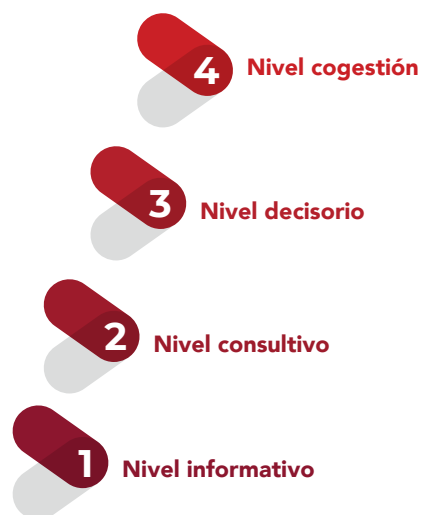 4 Nivel cogestión
3 Nivel decisorio
2 Nivel consultivo
1 Nivel informativo